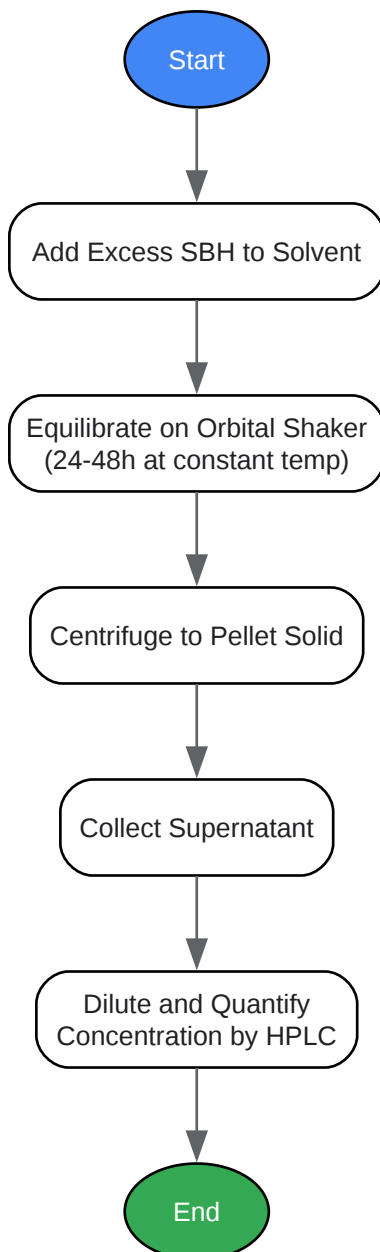 Start
Add Excess SBH to Solvent
Equilibrate on Orbital Shaker
(24-48h at constant temp)
Centrifuge to Pellet Solid
Collect Supernatant
Dilute and Quantify
Concentration by HPLC
End